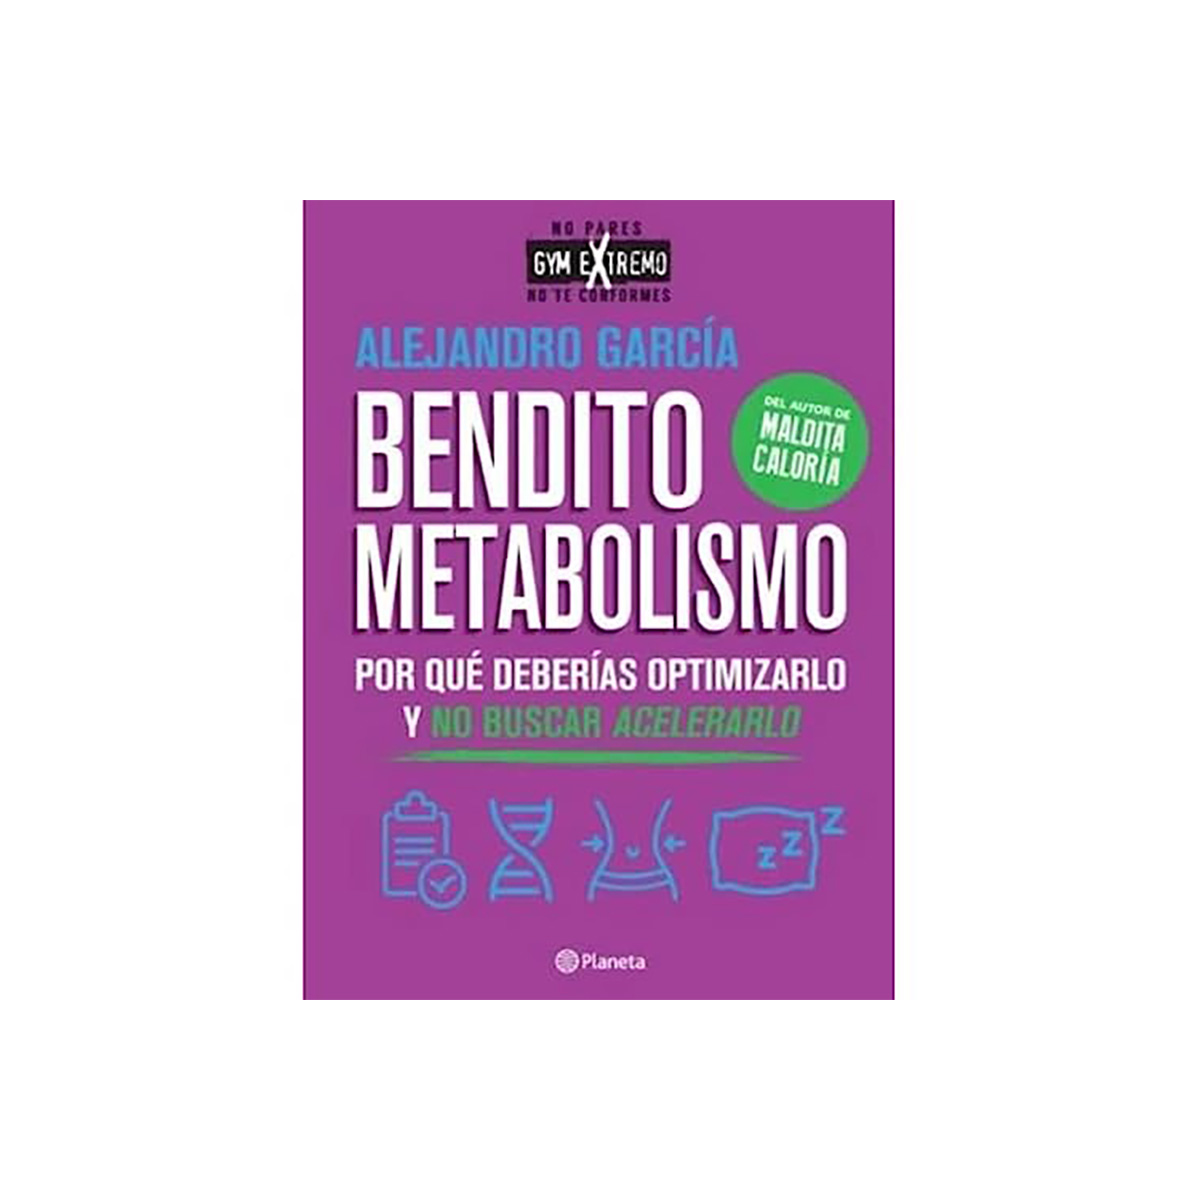 NO PARES
GYM EXTREMO
NO TE CONFORMES
ALEJANDRO GARCÍA
BENDITO
DEL AUTOR DE
MALDITA
CALORÍA
METABOLISMO
POR QUÉ DEBERÍAS OPTIMIZARLO
Y NO BUSCAR ACELERARLO
Z Z Z
Planeta